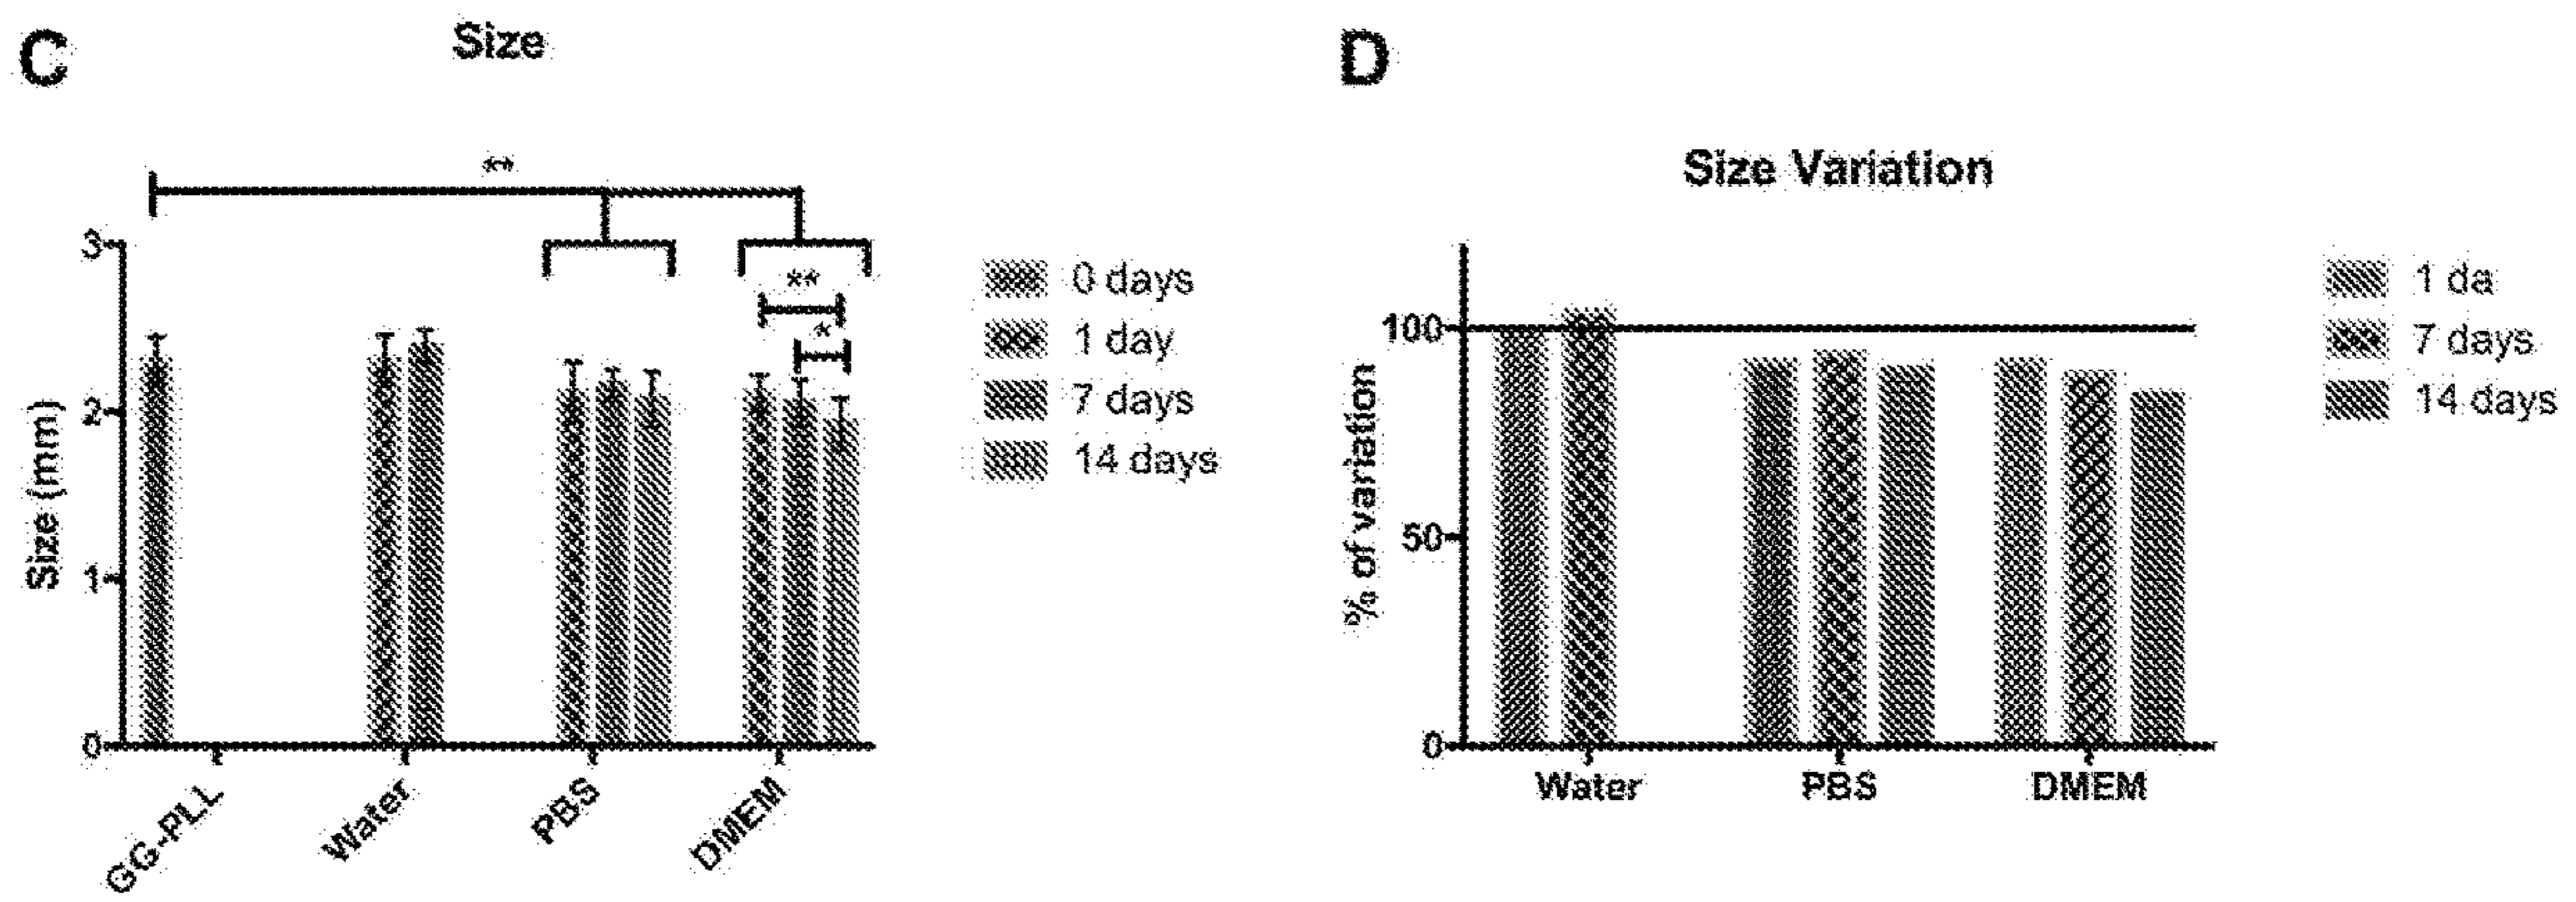 C
Size
**
3
2
1
0
Size (mm)
**
*
GG-PLL
Water
PBS
DMEM
0 days
1 day
7 days
14 days
D
Size Variation
100
50
0
% of variation
Water
PBS
DMEM
1 da
7 days
14 days